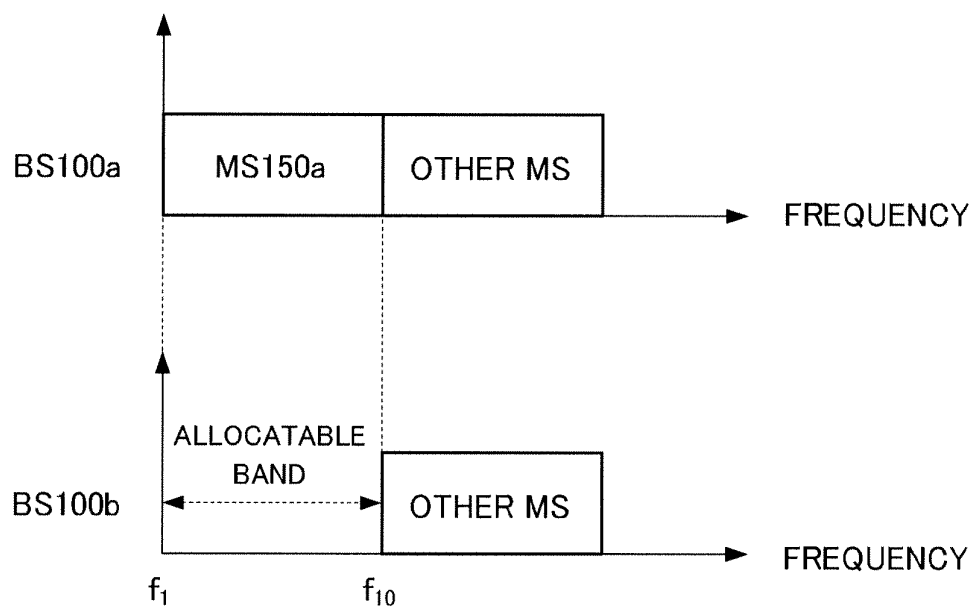 BS100a
MS150a
OTHER MS
FREQUENCY
ALLOCATABLE
BAND
BS100b
OTHER MS
FREQUENCY
f1
f10